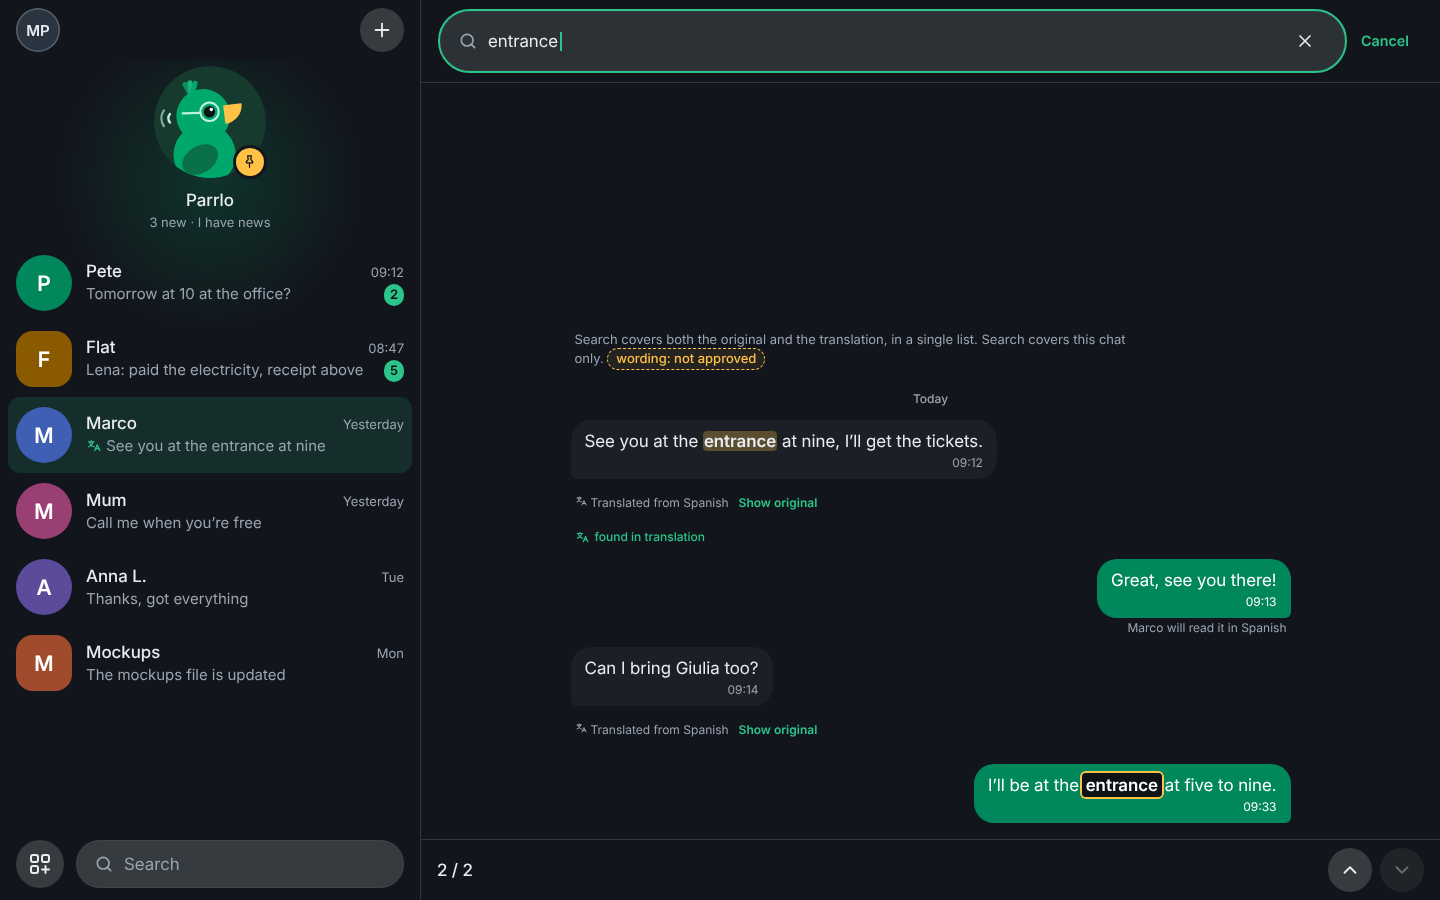 MP
Parrlo
3 new · I have news
P
Pete
09:12
Tomorrow at 10 at the office?
2
F
Flat
08:47
Lena: paid the electricity, receipt above
5
M
Marco
Yesterday
See you at the entrance at nine
M
Mum
Yesterday
Call me when you’re free
A
Anna L.
Tue
Thanks, got everything
M
Mockups
Mon
The mockups file is updated
Search
entrance
Cancel
Search covers both the original and the translation, in a single list. Search covers this chat
only. wording: not approved
Today
See you at the entrance at nine, I’ll get the tickets.
09:12
Translated from Spanish Show original
found in translation
Great, see you there!
09:13
Marco will read it in Spanish
Can I bring Giulia too?
09:14
Translated from Spanish Show original
I’ll be at the entrance at five to nine.
09:33
2 / 2